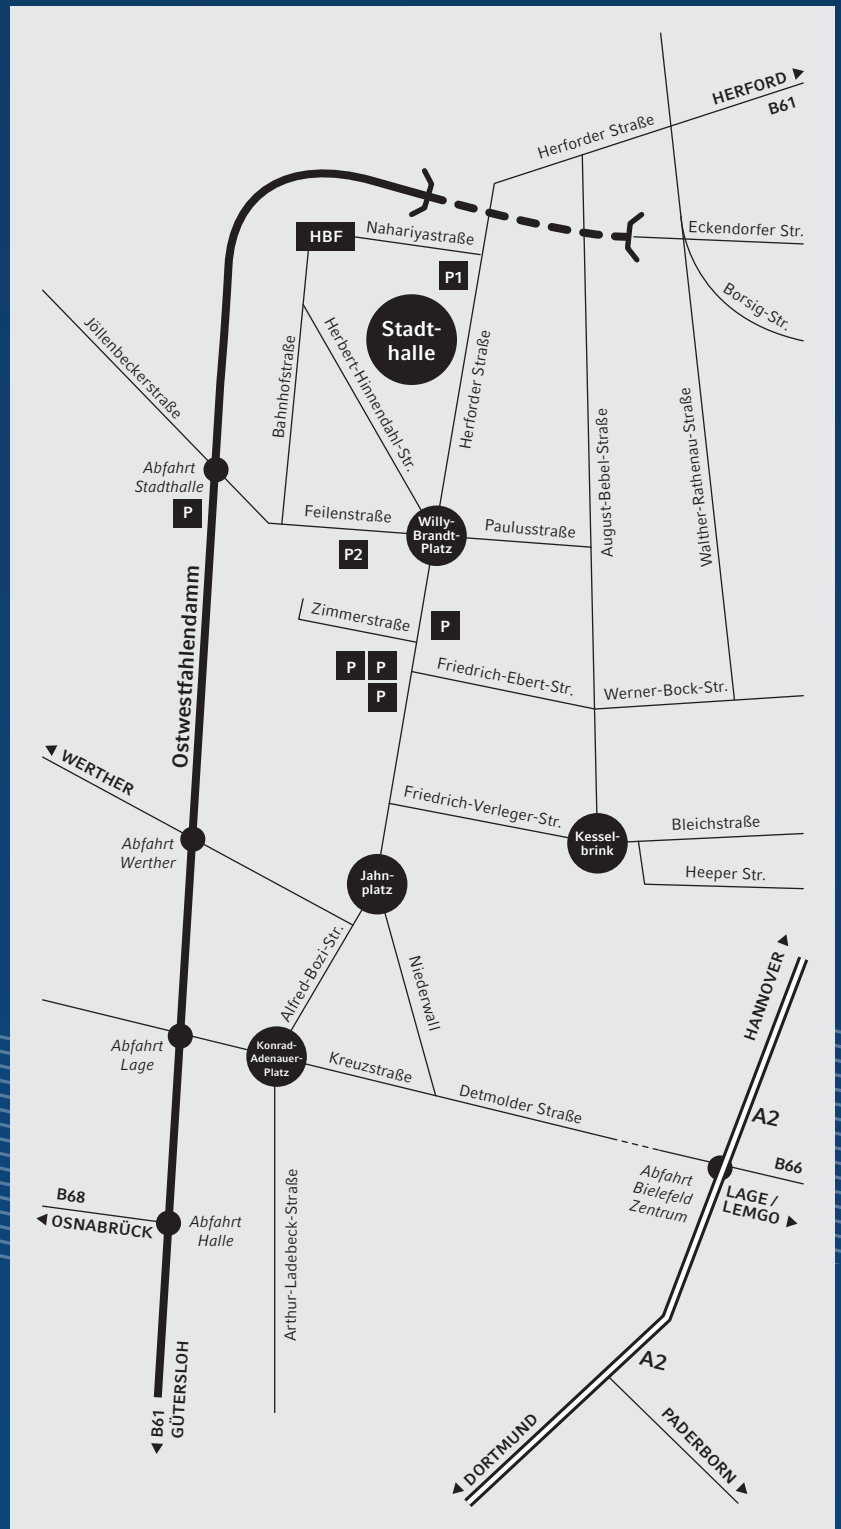 HERFORD
B61
Herforder Straße
Eckendorfer Str.
HBF
Nahariyastraße
P1
Borsig-Str.
Stadt-
halle
Jöllenbeckerstraße
Bahnhofstraße
Herbert-Hinnendahl-Str.
Herforder Straße
August-Bebel-Straße
Walther-Rathenau-Straße
Abfahrt
Stadthalle
P
Feilenstraße
Willy-
Brandt-
Platz
Paulusstraße
P2
Ostwestfahlendamm
Zimmerstraße
P
P
P
P
Friedrich-Ebert-Str.
Werner-Bock-Str.
WERTHER
Friedrich-Verleger-Str.
Abfahrt
Werther
Kessel-
brink
Bleichstraße
Heeper Str.
Jahn-
platz
Alfred-Bozi-Str.
Niederwall
HANNOVER
Abfahrt
Lage
Konrad-
Adenauer-
Platz
Kreuzstraße
Detmolder Straße
A2
B66
Abfahrt
Bielefeld
Zentrum
LAGE /
LEMGO
B68
OSNABRÜCK
Abfahrt
Halle
Arthur-Ladebeck-Straße
B61
GÜTERSLOH
A2
DORTMUND
PADERBORN